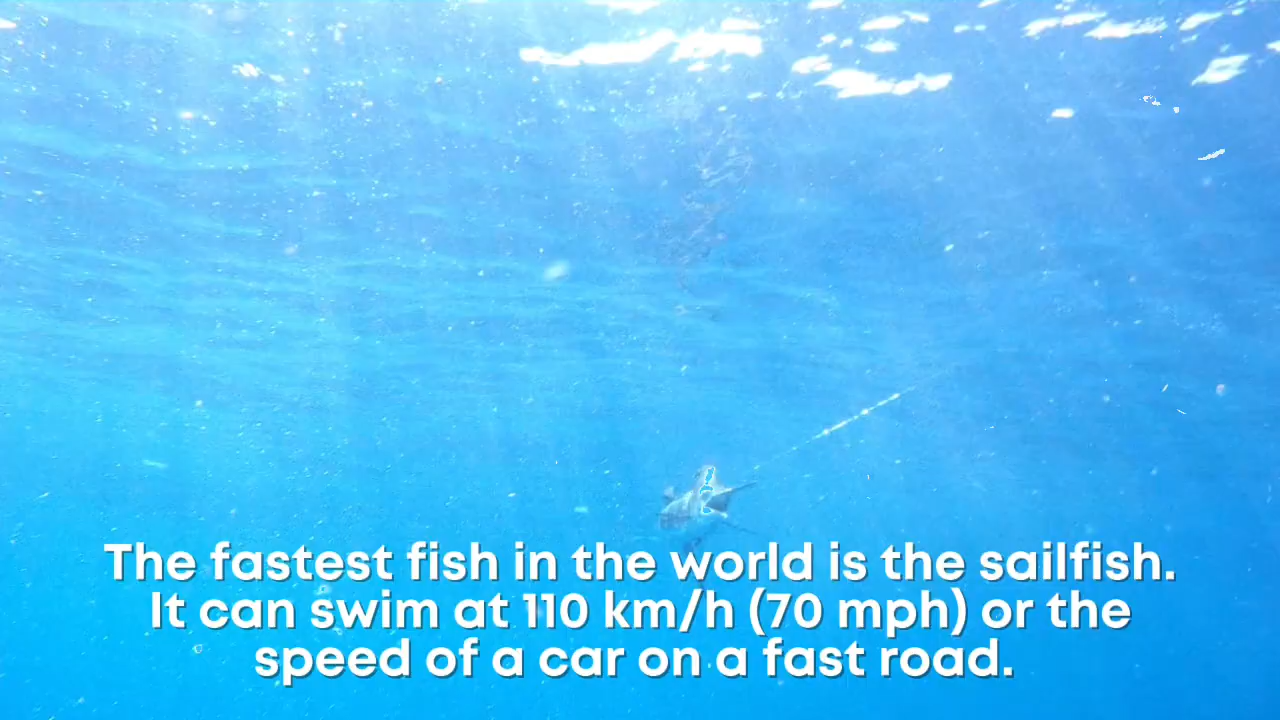 The fastest fish in the world is the sailfish.
It can swim at 110 km/h (70 mph) or the
speed of a car on a fast road.